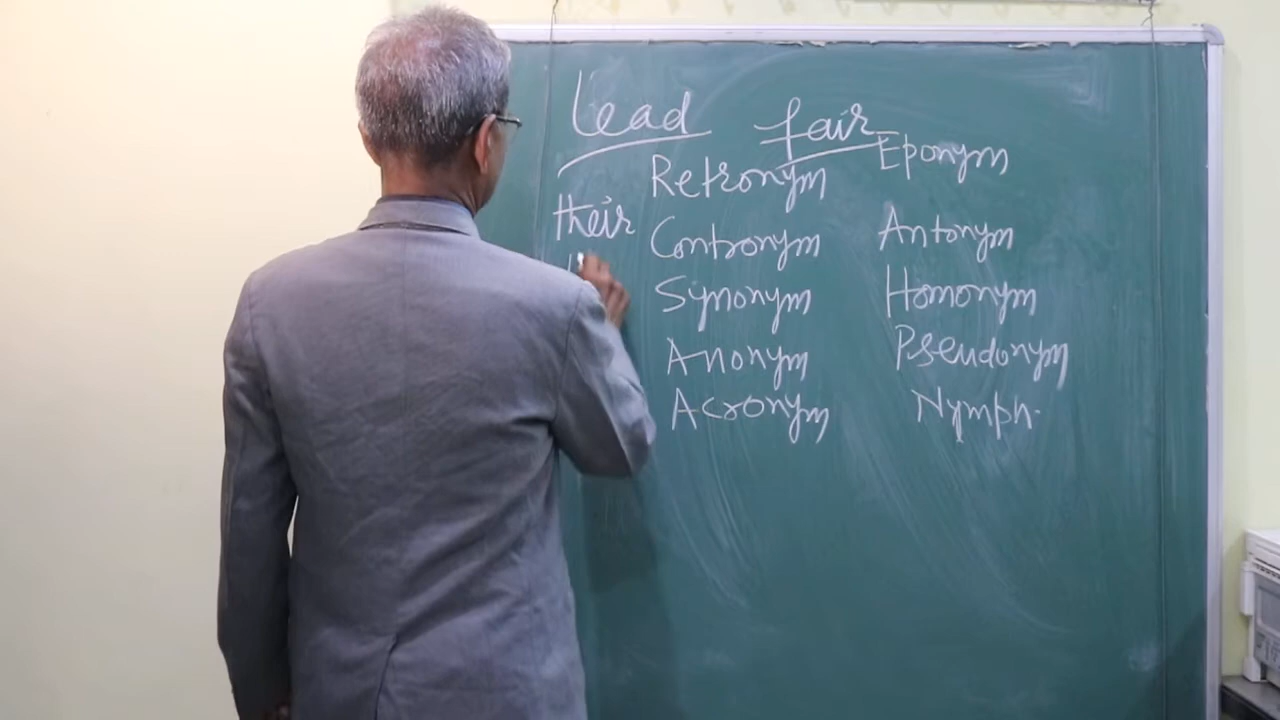 Lead fair
Retronym Eponym
their Contronym Antonym
Synonym Homonym
Anonym Pseudonym
Acronym Nymph